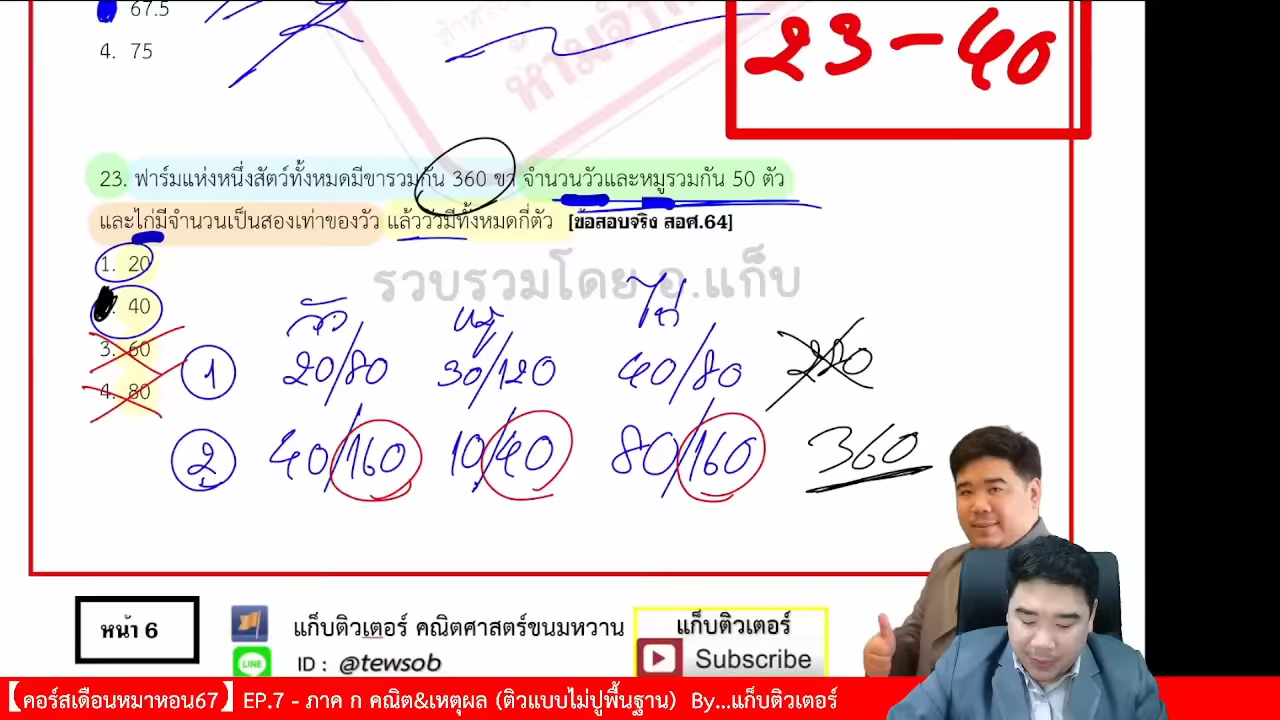 67.5
4. 75
23-40
23. ฟาร์มแห่งหนึ่งสัตว์ทั้งหมดมีขารวมกัน 360 ขา จำนวนวัวและหมูรวมกัน 50 ตัว
และไก่มีจำนวนเป็นสองเท่าของวัว แล้ววัวมีทั้งหมดกี่ตัว [ข้อสอบจริง สอศ.64]
1. 20
40
3. 60
4. 80
รวบรวมโดย อ.แก็บ
วัว หมู ไก่
1 20/80 30/120 40/80 280
2 40/160 10/40 80/160 360
หน้า 6
แก็บติวเตอร์ คณิตศาสตร์ขนมหวาน
LINE ID : @tewsob
แก็บติวเตอร์
Subscribe
【คอร์สเดือนหมาหอน67】 EP.7 - ภาค ก คณิต&เหตุผล (ติวแบบไม่ปูพื้นฐาน) By...แก็บติวเตอร์